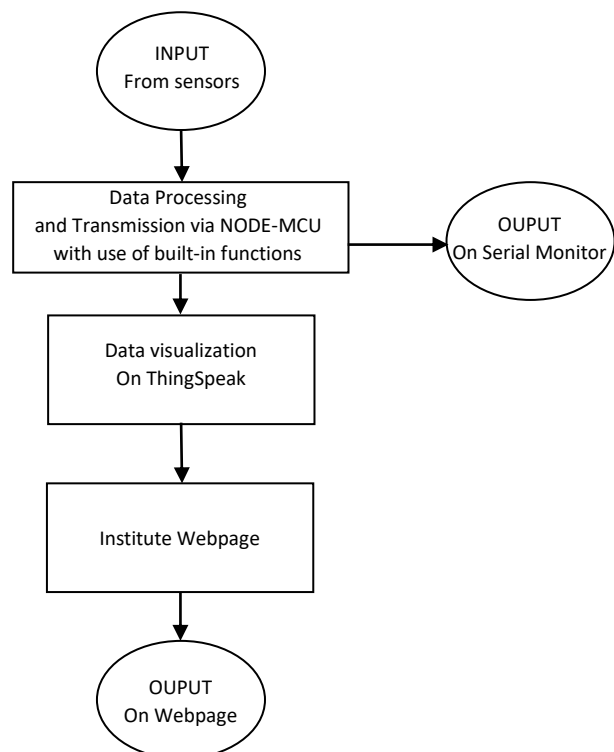 INPUT
From sensors
Data Processing
and Transmission via NODE-MCU
with use of built-in functions
OUPUT
On Serial Monitor
Data visualization
On ThingSpeak
Institute Webpage
OUPUT
On Webpage